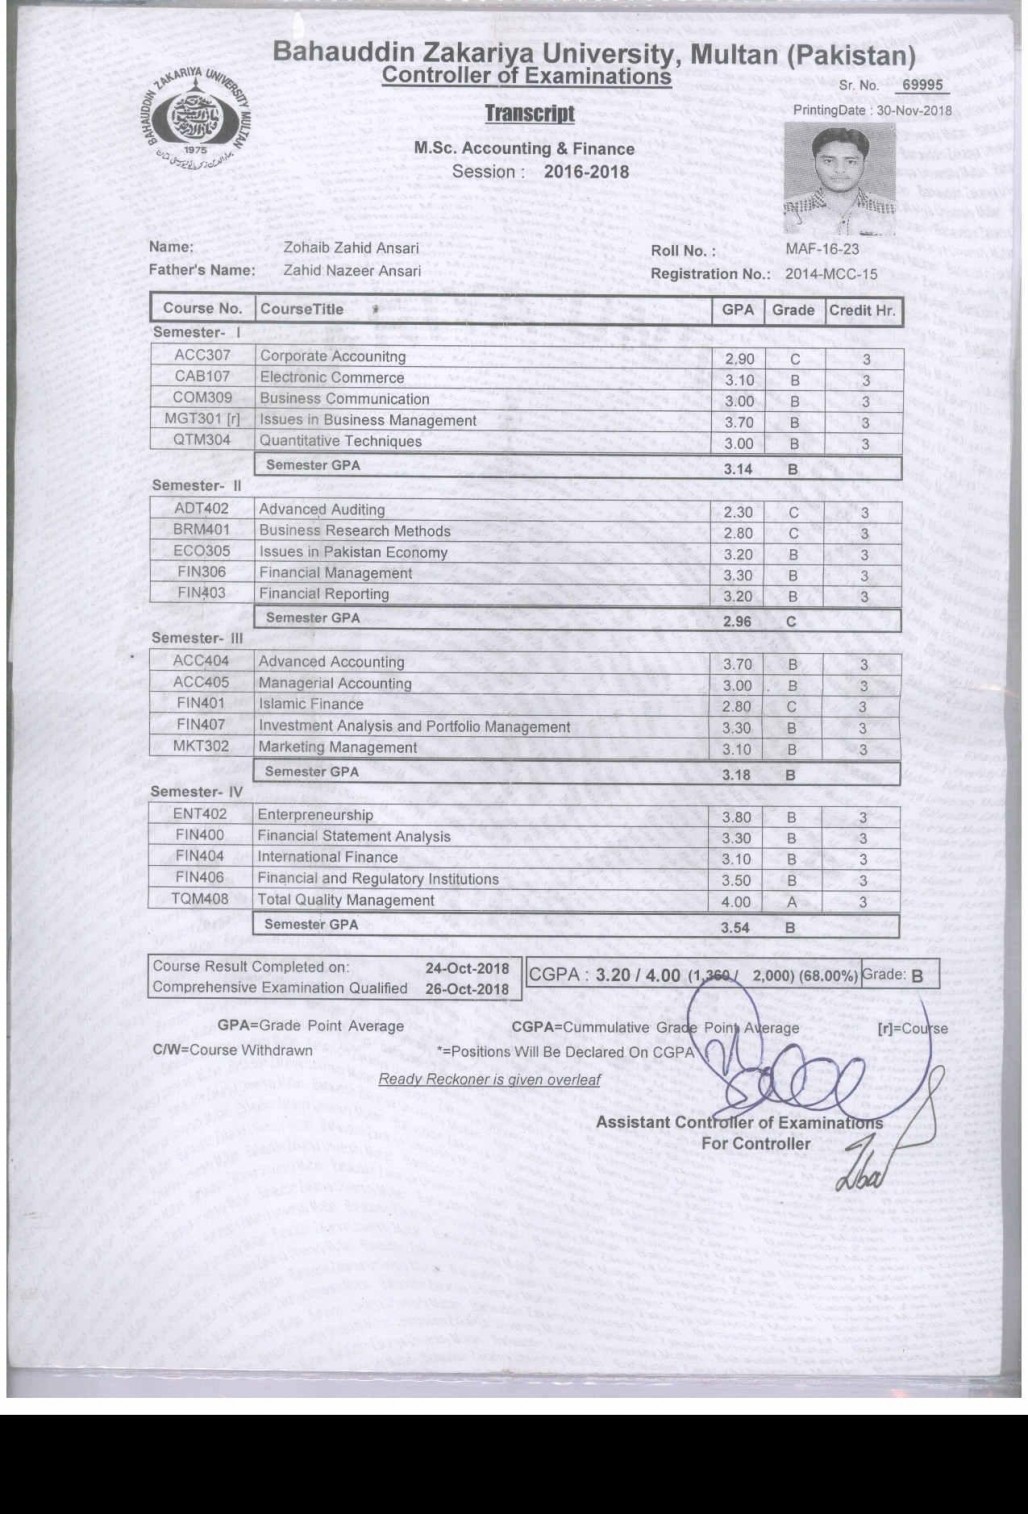 Bahauddin Zakariya University, Multan (Pakistan)
Controller of Examinations
Sr. No. 69995
Transcript
PrintingDate : 30-Nov-2018
BAHAUDDIN ZAKARIYA UNIVERSITY MULTAN
1975
M.Sc. Accounting & Finance
Session : 2016-2018
Name: Zohaib Zahid Ansari Roll No. : MAF-16-23
Father's Name: Zahid Nazeer Ansari Registration No.: 2014-MCC-15
Course No. CourseTitle * GPA Grade Credit Hr.
Semester- I
ACC307 Corporate Accounitng 2.90 C 3
CAB107 Electronic Commerce 3.10 B 3
COM309 Business Communication 3.00 B 3
MGT301 [r] Issues in Business Management 3.70 B 3
QTM304 Quantitative Techniques 3.00 B 3
Semester GPA 3.14 B
Semester- II
ADT402 Advanced Auditing 2.30 C 3
BRM401 Business Research Methods 2.80 C 3
ECO305 Issues in Pakistan Economy 3.20 B 3
FIN306 Financial Management 3.30 B 3
FIN403 Financial Reporting 3.20 B 3
Semester GPA 2.96 C
Semester- III
ACC404 Advanced Accounting 3.70 B 3
ACC405 Managerial Accounting 3.00 B 3
FIN401 Islamic Finance 2.80 C 3
FIN407 Investment Analysis and Portfolio Management 3.30 B 3
MKT302 Marketing Management 3.10 B 3
Semester GPA 3.18 B
Semester- IV
ENT402 Enterpreneurship 3.80 B 3
FIN400 Financial Statement Analysis 3.30 B 3
FIN404 International Finance 3.10 B 3
FIN406 Financial and Regulatory Institutions 3.50 B 3
TQM408 Total Quality Management 4.00 A 3
Semester GPA 3.54 B
Course Result Completed on: 24-Oct-2018
Comprehensive Examination Qualified 26-Oct-2018
CGPA : 3.20 / 4.00 (1,360 / 2,000) (68.00%) Grade: B
GPA=Grade Point Average CGPA=Cummulative Grade Point Average [r]=Course
C/W=Course Withdrawn *=Positions Will Be Declared On CGPA
Ready Reckoner is given overleaf
Assistant Controller of Examinations
For Controller